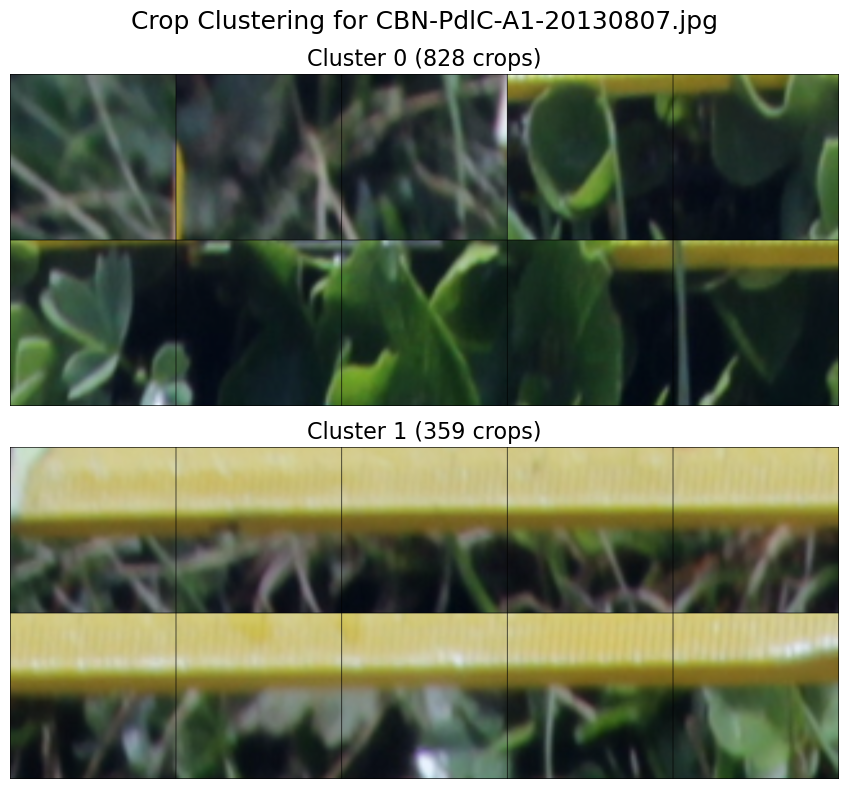 Crop Clustering for CBN-PdlC-A1-20130807.jpg
Cluster 0 (828 crops)
Cluster 1 (359 crops)